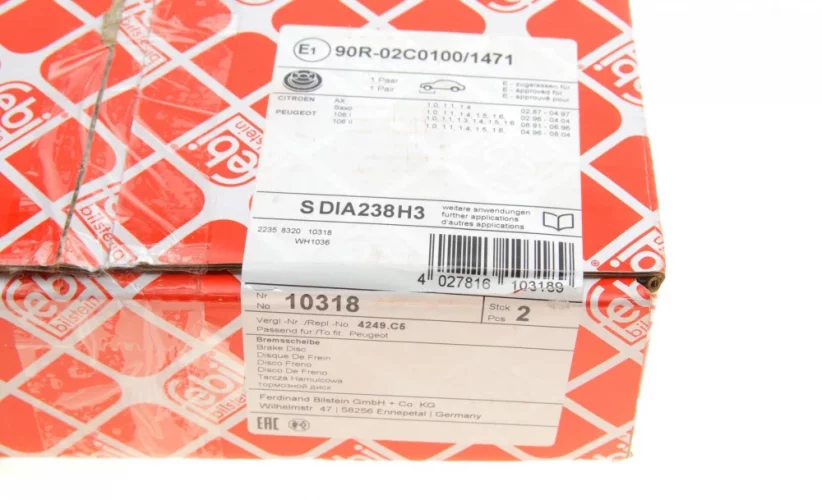 E1 90R-02C0100/1471
1 Paar
1 Pair
E - zugelassen für
E - approved for
E - approuvé pour
CITROEN AX 1.0, 1.1, 1.4 02.87 - 04.97
Saxo 1.0, 1.1, 1.4, 1.5, 1.6, 02.96 - 04.04
PEUGEOT 106 I 1.0, 1.1, 1.3, 1.4, 1.5, 1.6 08.91 - 06.96
106 II 1.0, 1.1, 1.4, 1.5, 1.6, 04.96 - 08.04
SDIA238H3
weitere anwendungen
further applications
d'autres applications
2235 8320 10318
WH1036
4 027816 103189
Nr
No 10318
Stck
Pcs 2
Vergl.-Nr./Repl.-No. 4249.C6
Passend für/To fit Peugeot
Bremsscheibe
Brake Disc
Disque De Frein
Disco Freno
Disco De Freno
Tarcza Hamulcowa
тормозной диск
Ferdinand Bilstein GmbH + Co. KG
Wilhelmstr. 47 | 58256 Ennepetal | Germany
EAC
febi
bilstein